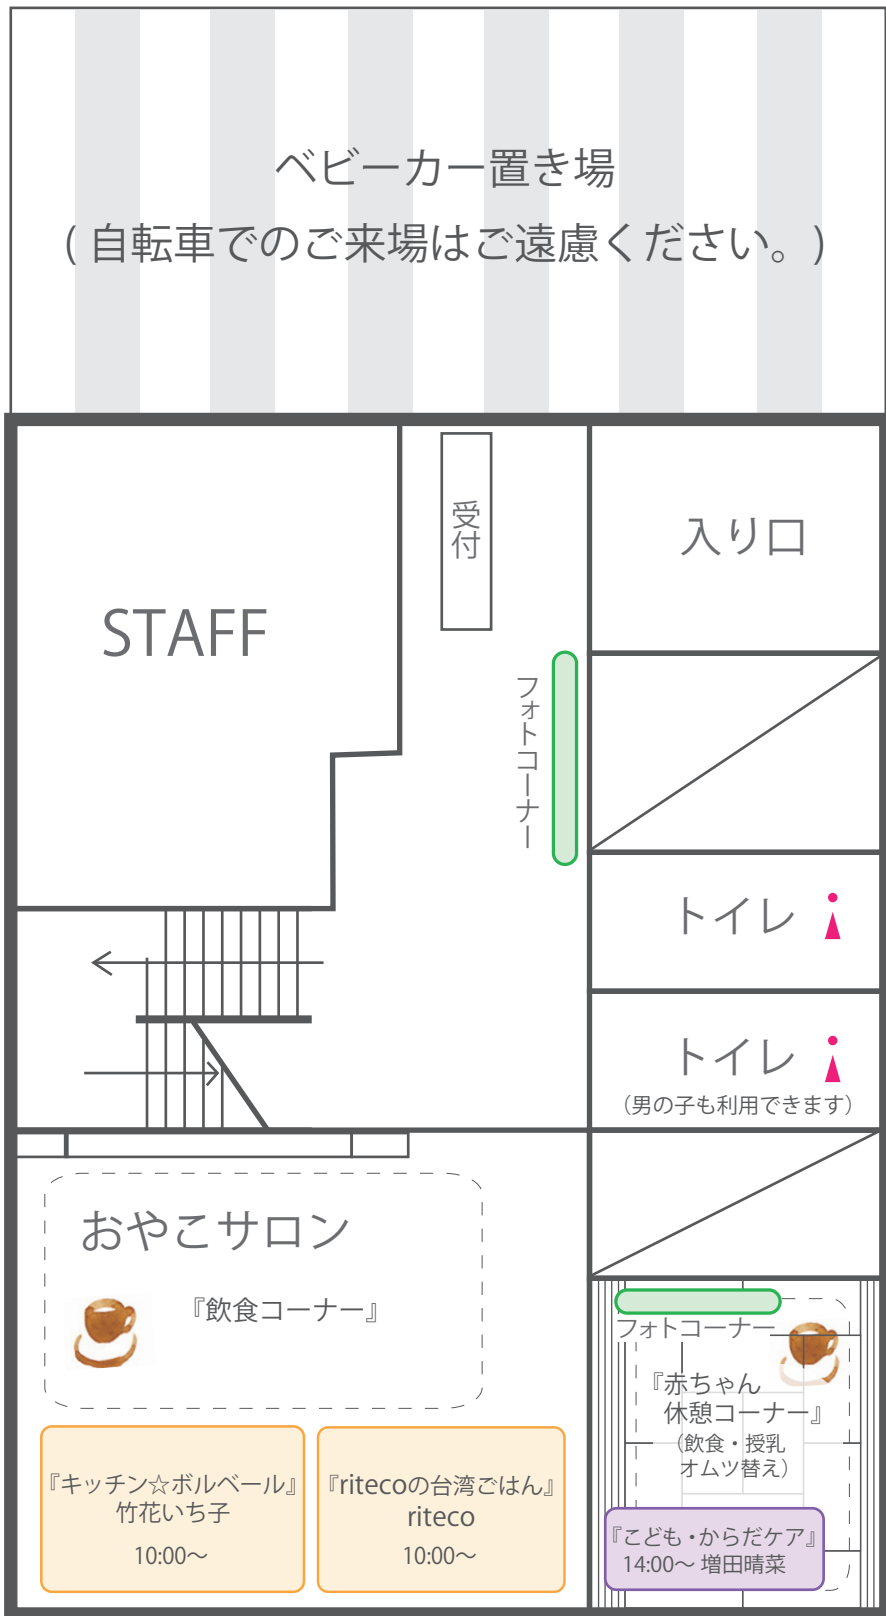 ベビーカー置き場
( 自転車でのご来場はご遠慮ください。)
受付
入り口
STAFF
フォトコーナー
トイレ
トイレ
(男の子も利用できます)
おやこサロン
『飲食コーナー』
フォトコーナー
『赤ちゃん
休憩コーナー』
(飲食・授乳
オムツ替え)
『キッチン☆ボルベール』
竹花いち子
10:00〜
『ritecoの台湾ごはん』
riteco
10:00〜
『こども・からだケア』
14:00〜 増田晴菜